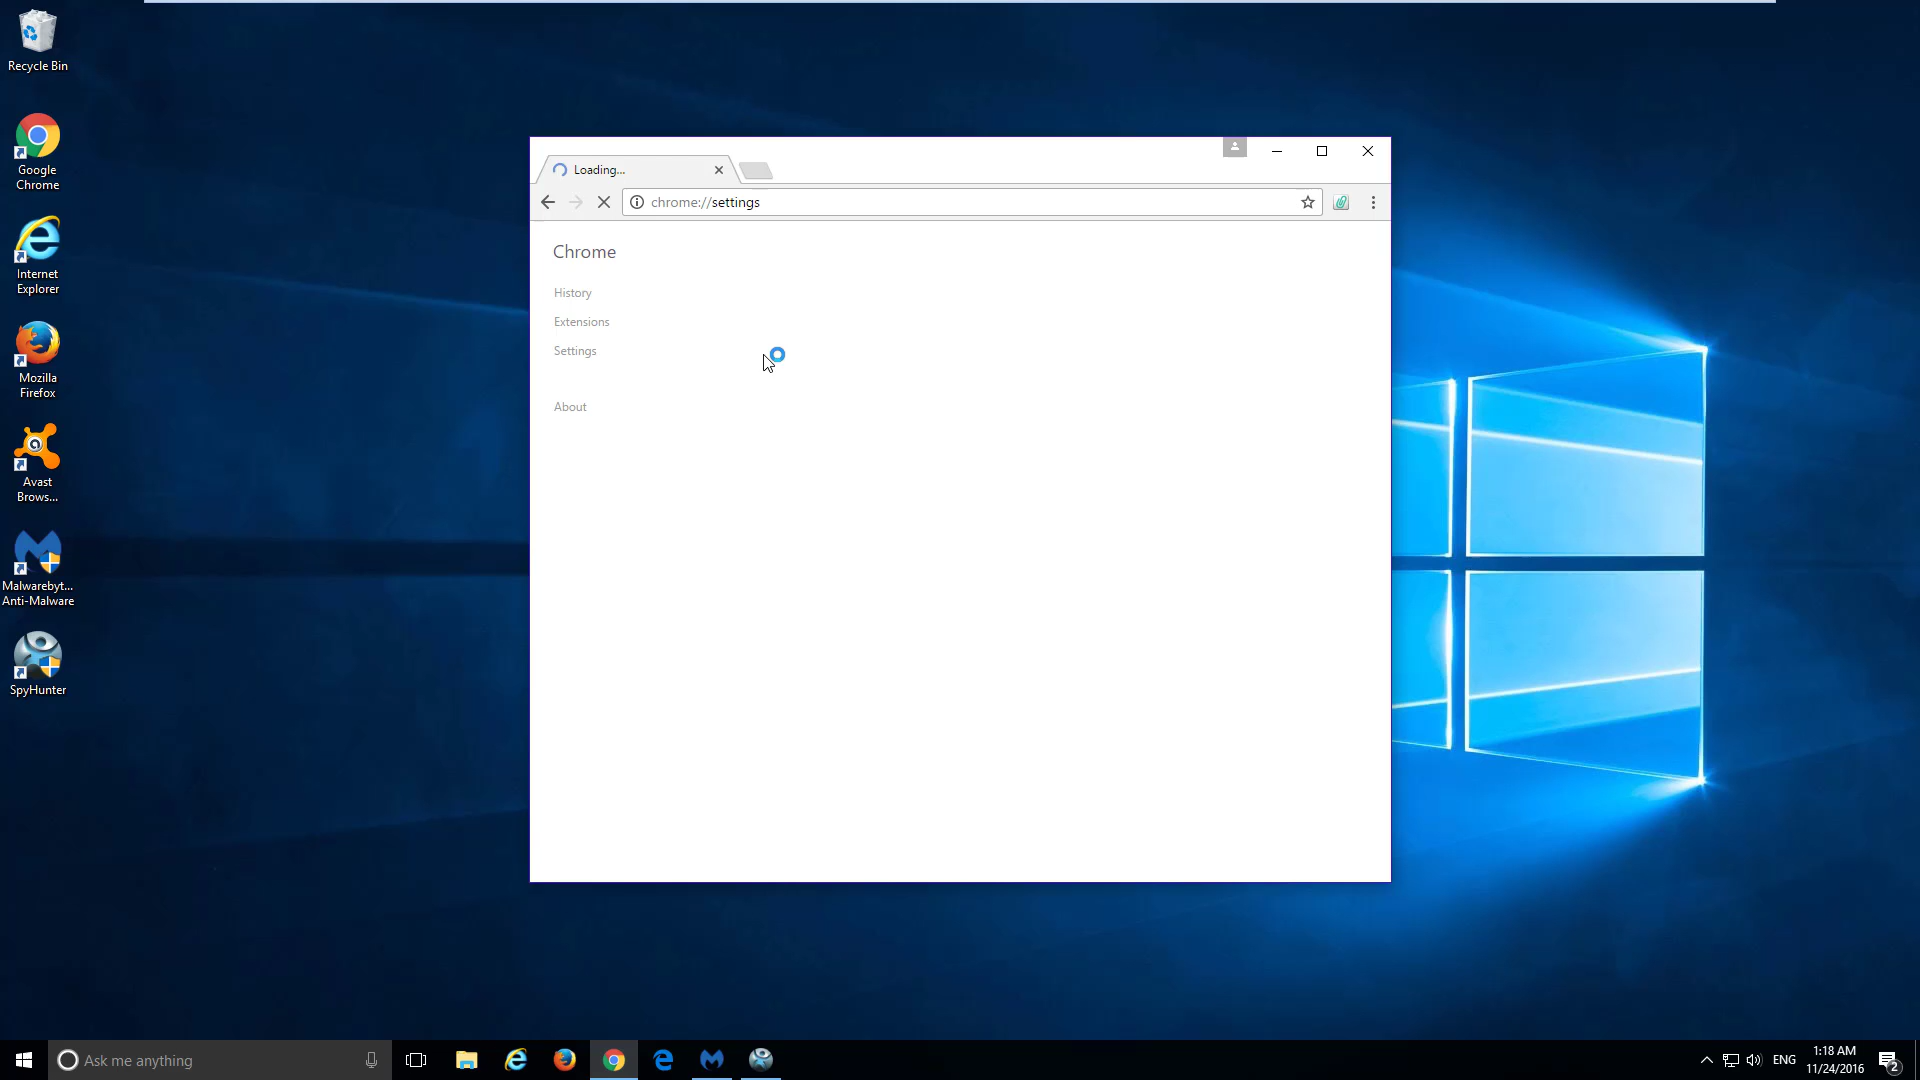 Recycle Bin
Google
Chrome
Internet
Explorer
Mozilla
Firefox
Avast
Brows...
Malwarebyt...
Anti-Malware
SpyHunter
Loading...
chrome://settings
Chrome
History
Extensions
Settings
About
Ask me anything
ENG
1:18 AM
11/24/2016
2